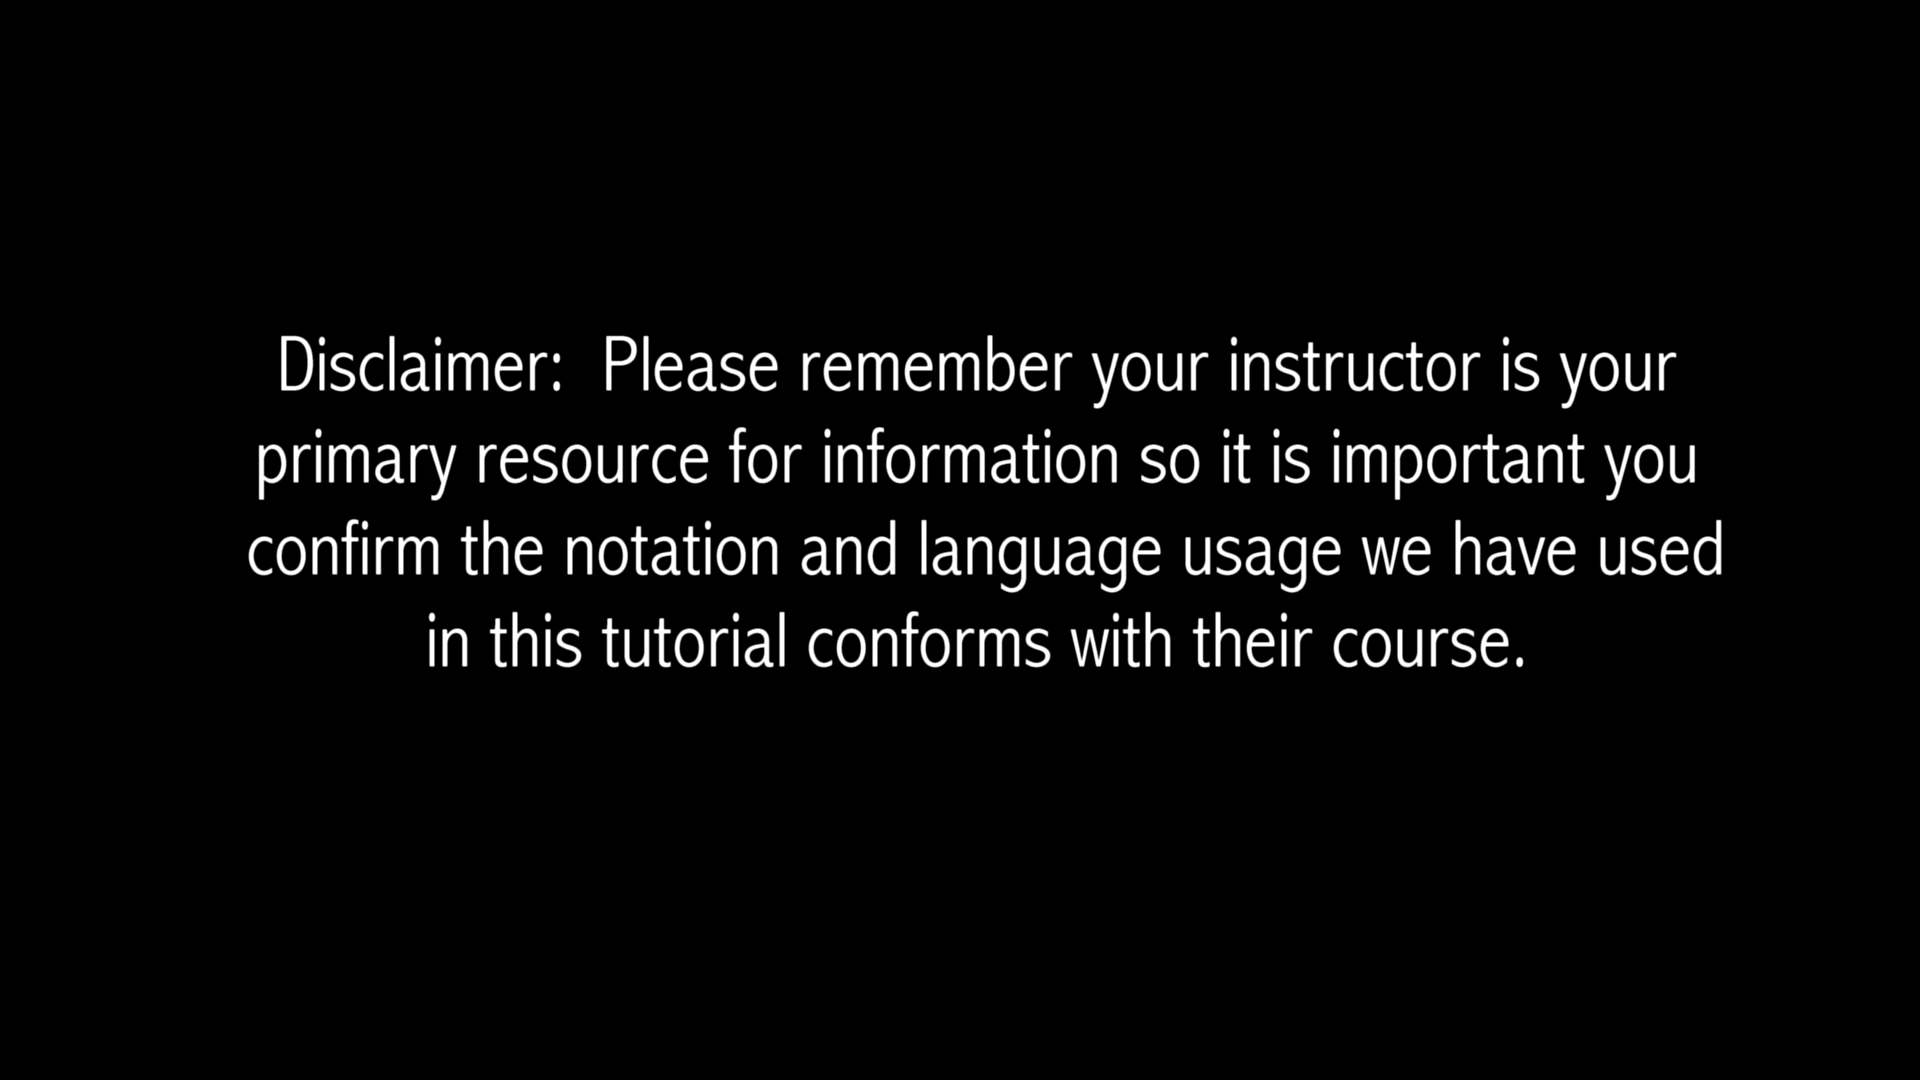 Disclaimer:  Please remember your instructor is your
primary resource for information so it is important you
confirm the notation and language usage we have used
in this tutorial conforms with their course.